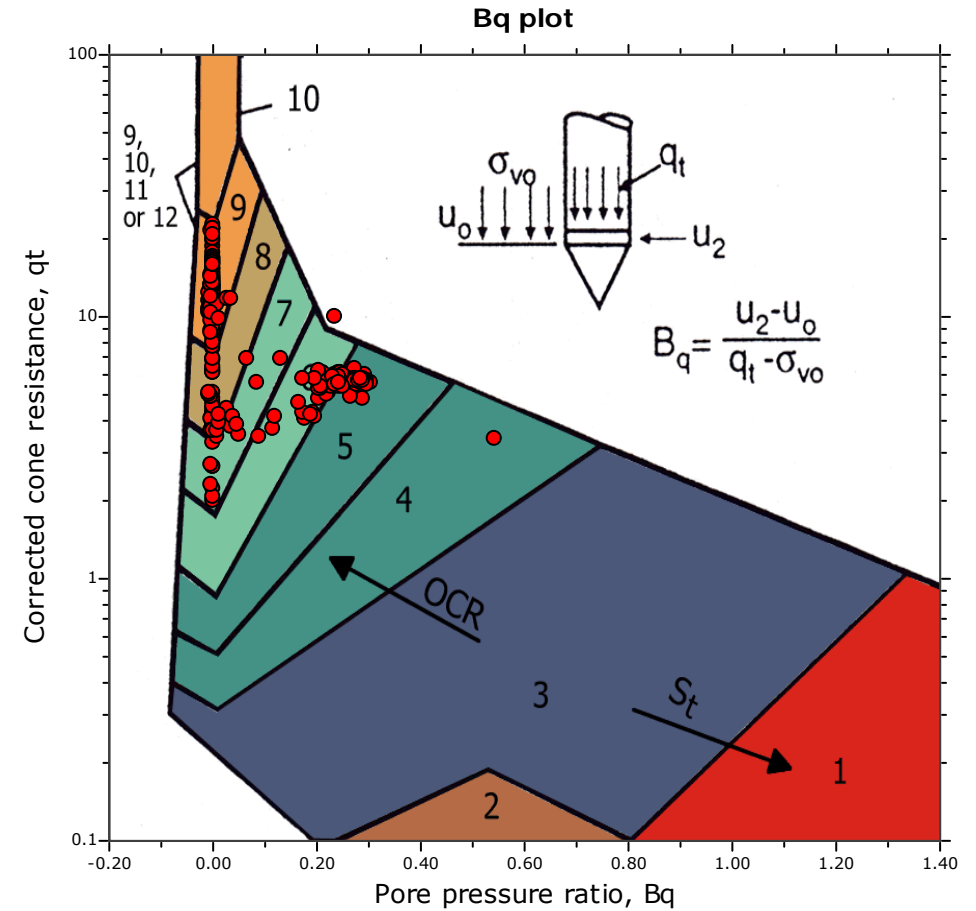 Bq plot
Corrected cone resistance, qt
100
10
1
0.1
-0.20
0.00
0.20
0.40
0.60
0.80
1.00
1.20
1.40
Pore pressure ratio, Bq
10
9,
10,
11
or 12
9
8
7
5
4
3
2
1
OCR
St
σvo
qt
uo
u2
Bq= u2-uo
qt -σvo